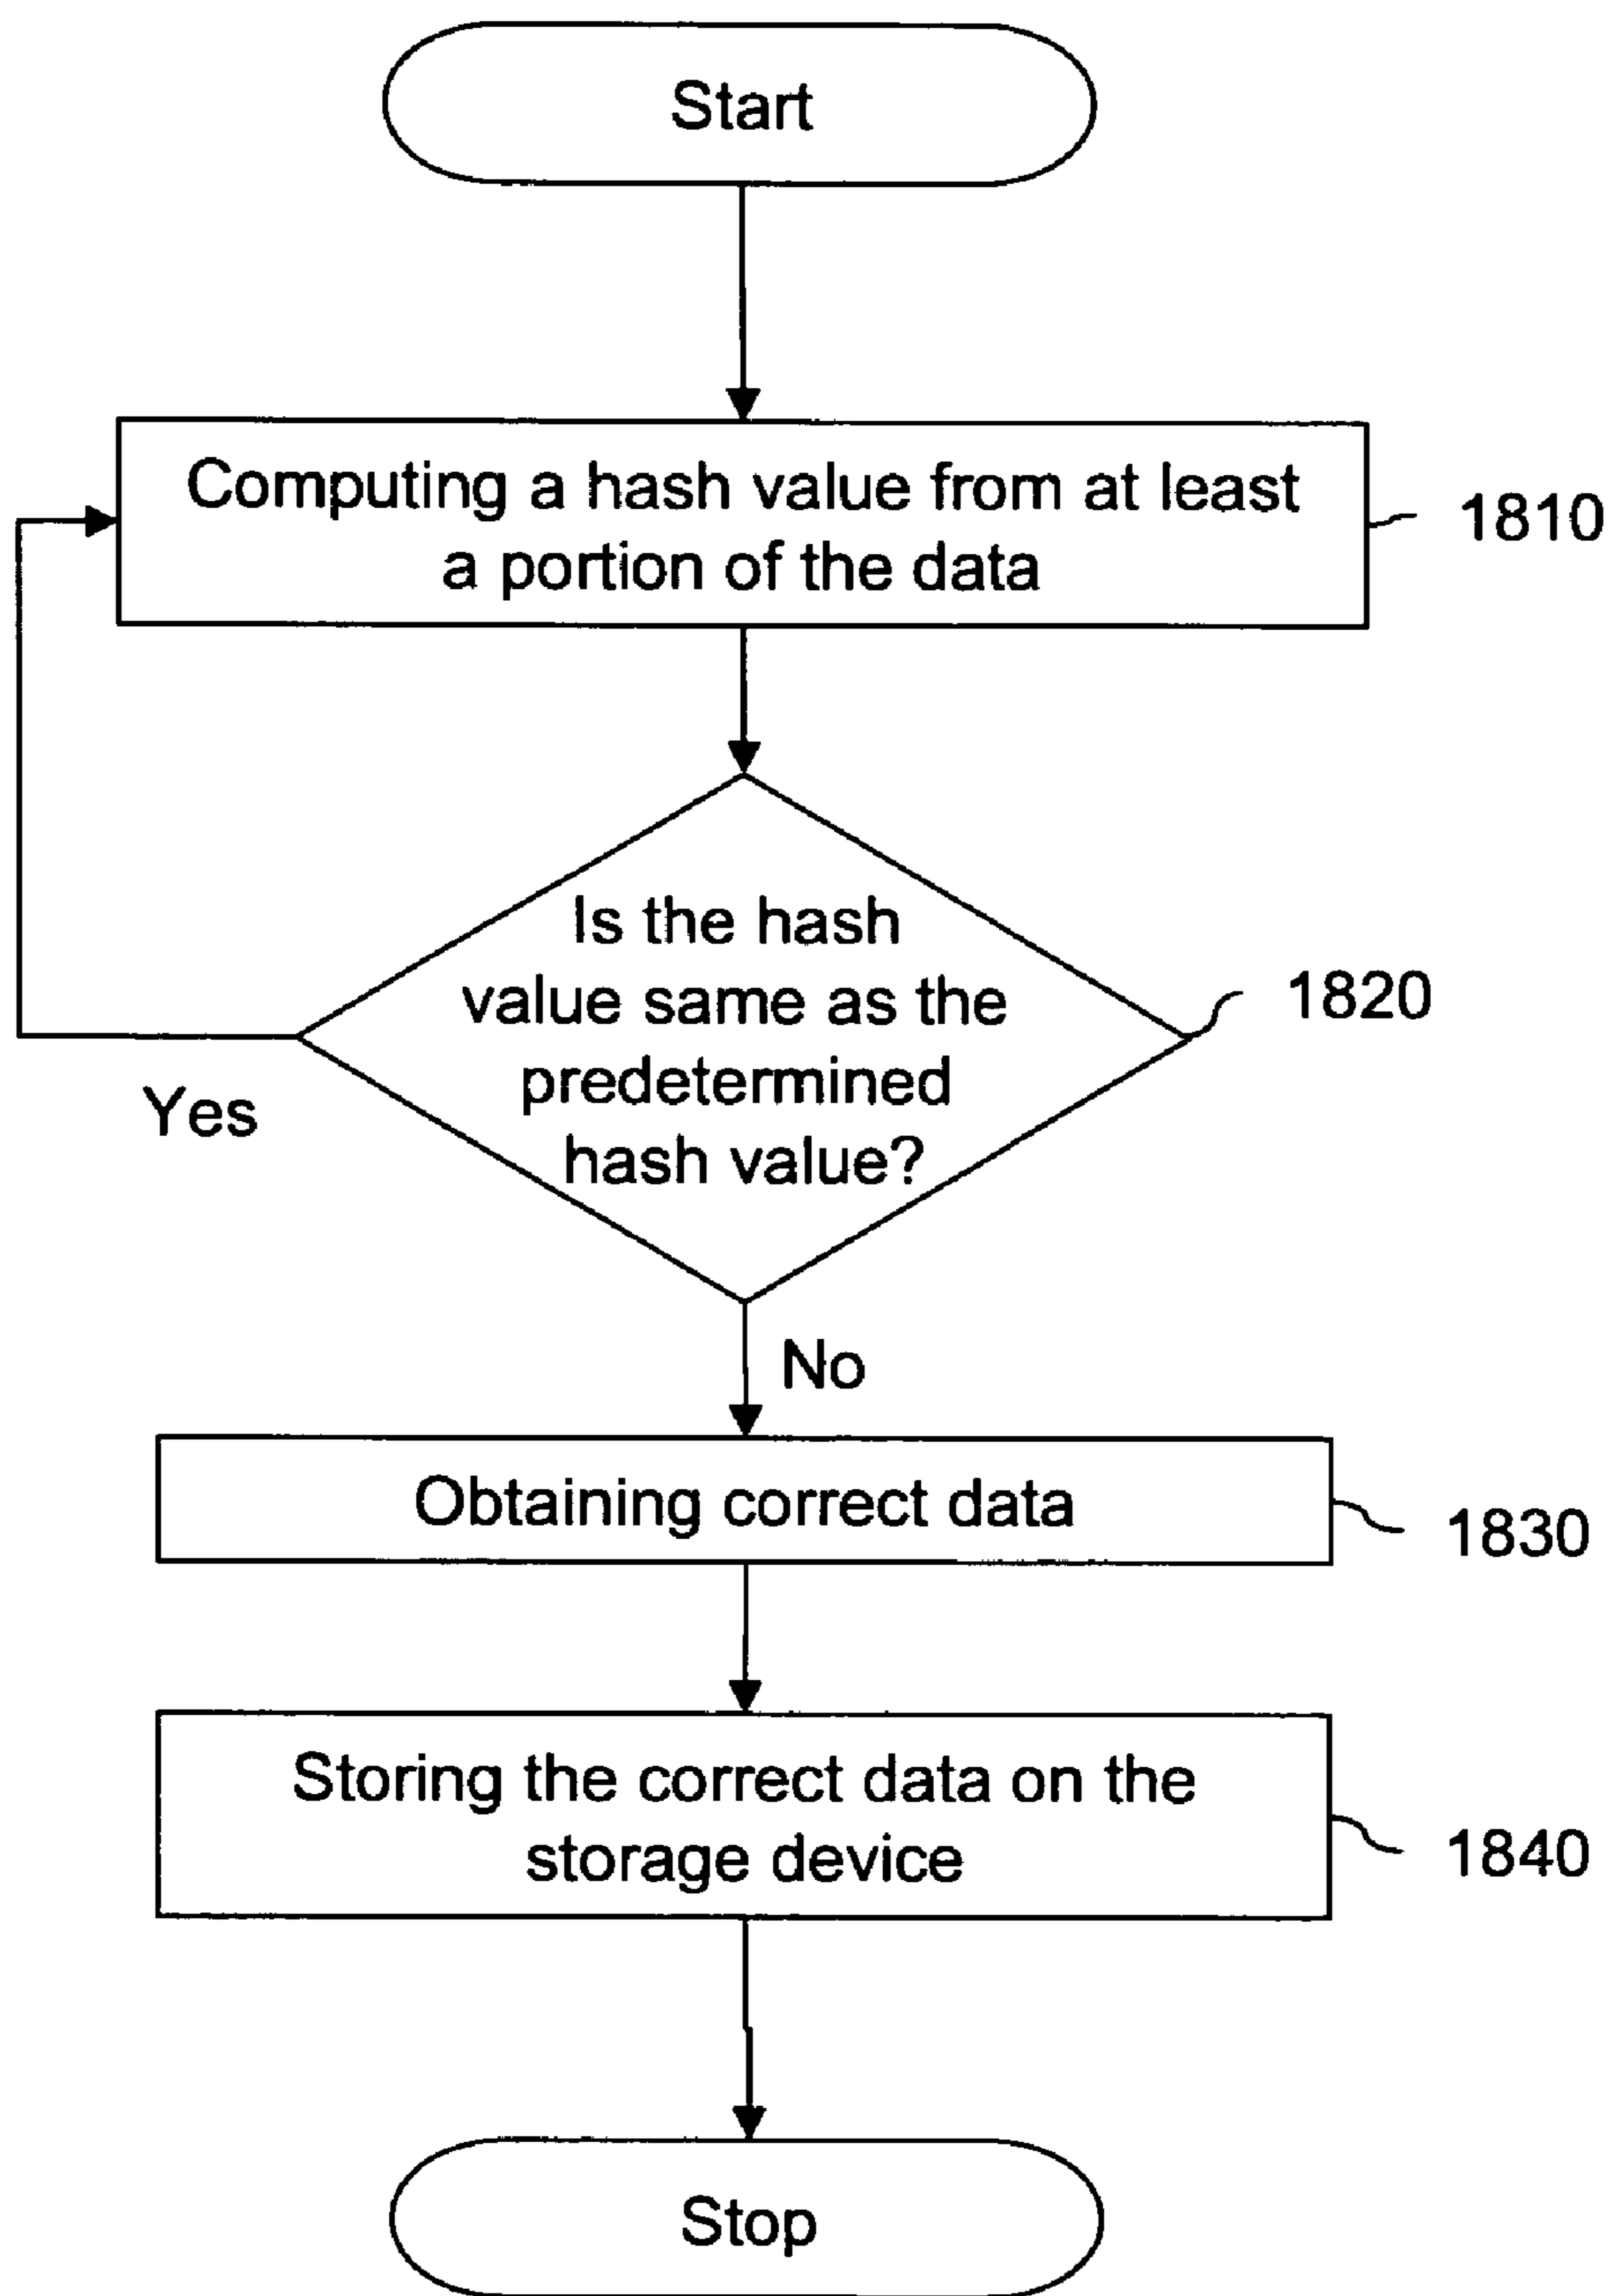 Start
Computing a hash value from at least
a portion of the data
1810
Is the hash
value same as the
predetermined
hash value?
1820
Yes
No
Obtaining correct data
1830
Storing the correct data on the
storage device
1840
Stop